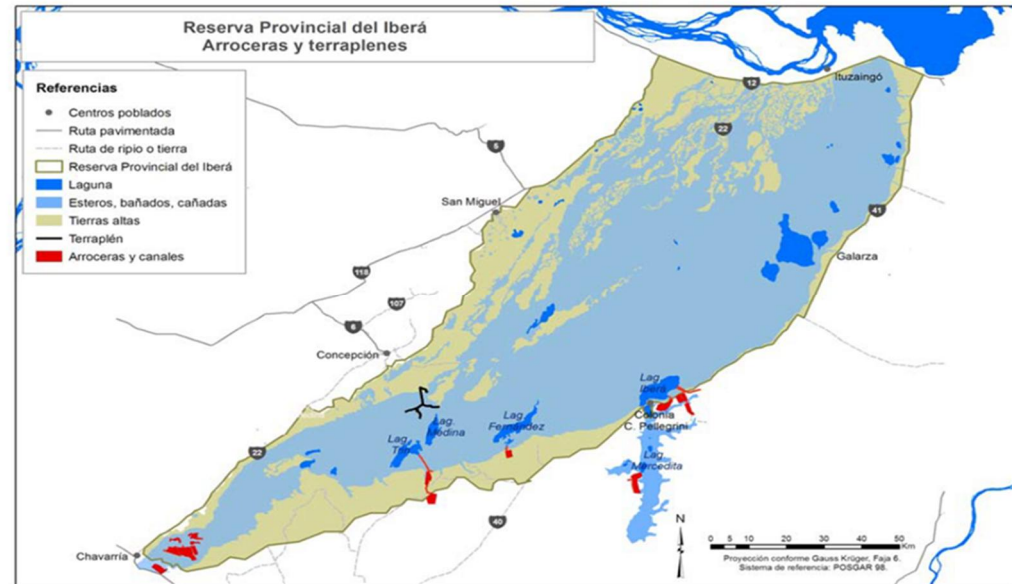 Reserva Provincial del Iberá
Arroceras y terraplenes
Referencias
Centros poblados
Ruta pavimentada
Ruta de ripio o tierra
Reserva Provincial del Iberá
Laguna
Esteros, bañados, cañadas
Tierras altas
Terraplén
Arroceras y canales
Ituzaingó
12
22
5
San Miguel
41
Galarza
118
107
6
Concepción
Lag.
Iberá
Colonia
C. Pellegrini
Lag.
Fernández
Lag.
Medina
Lag.
Trin
Lag.
Mercedita
22
40
Chavarría
N
0 5 10 20 30 40 50
Km
Proyección conforme Gauss Krüger, Faja 6.
Sistema de referencia: POSGAR 98.